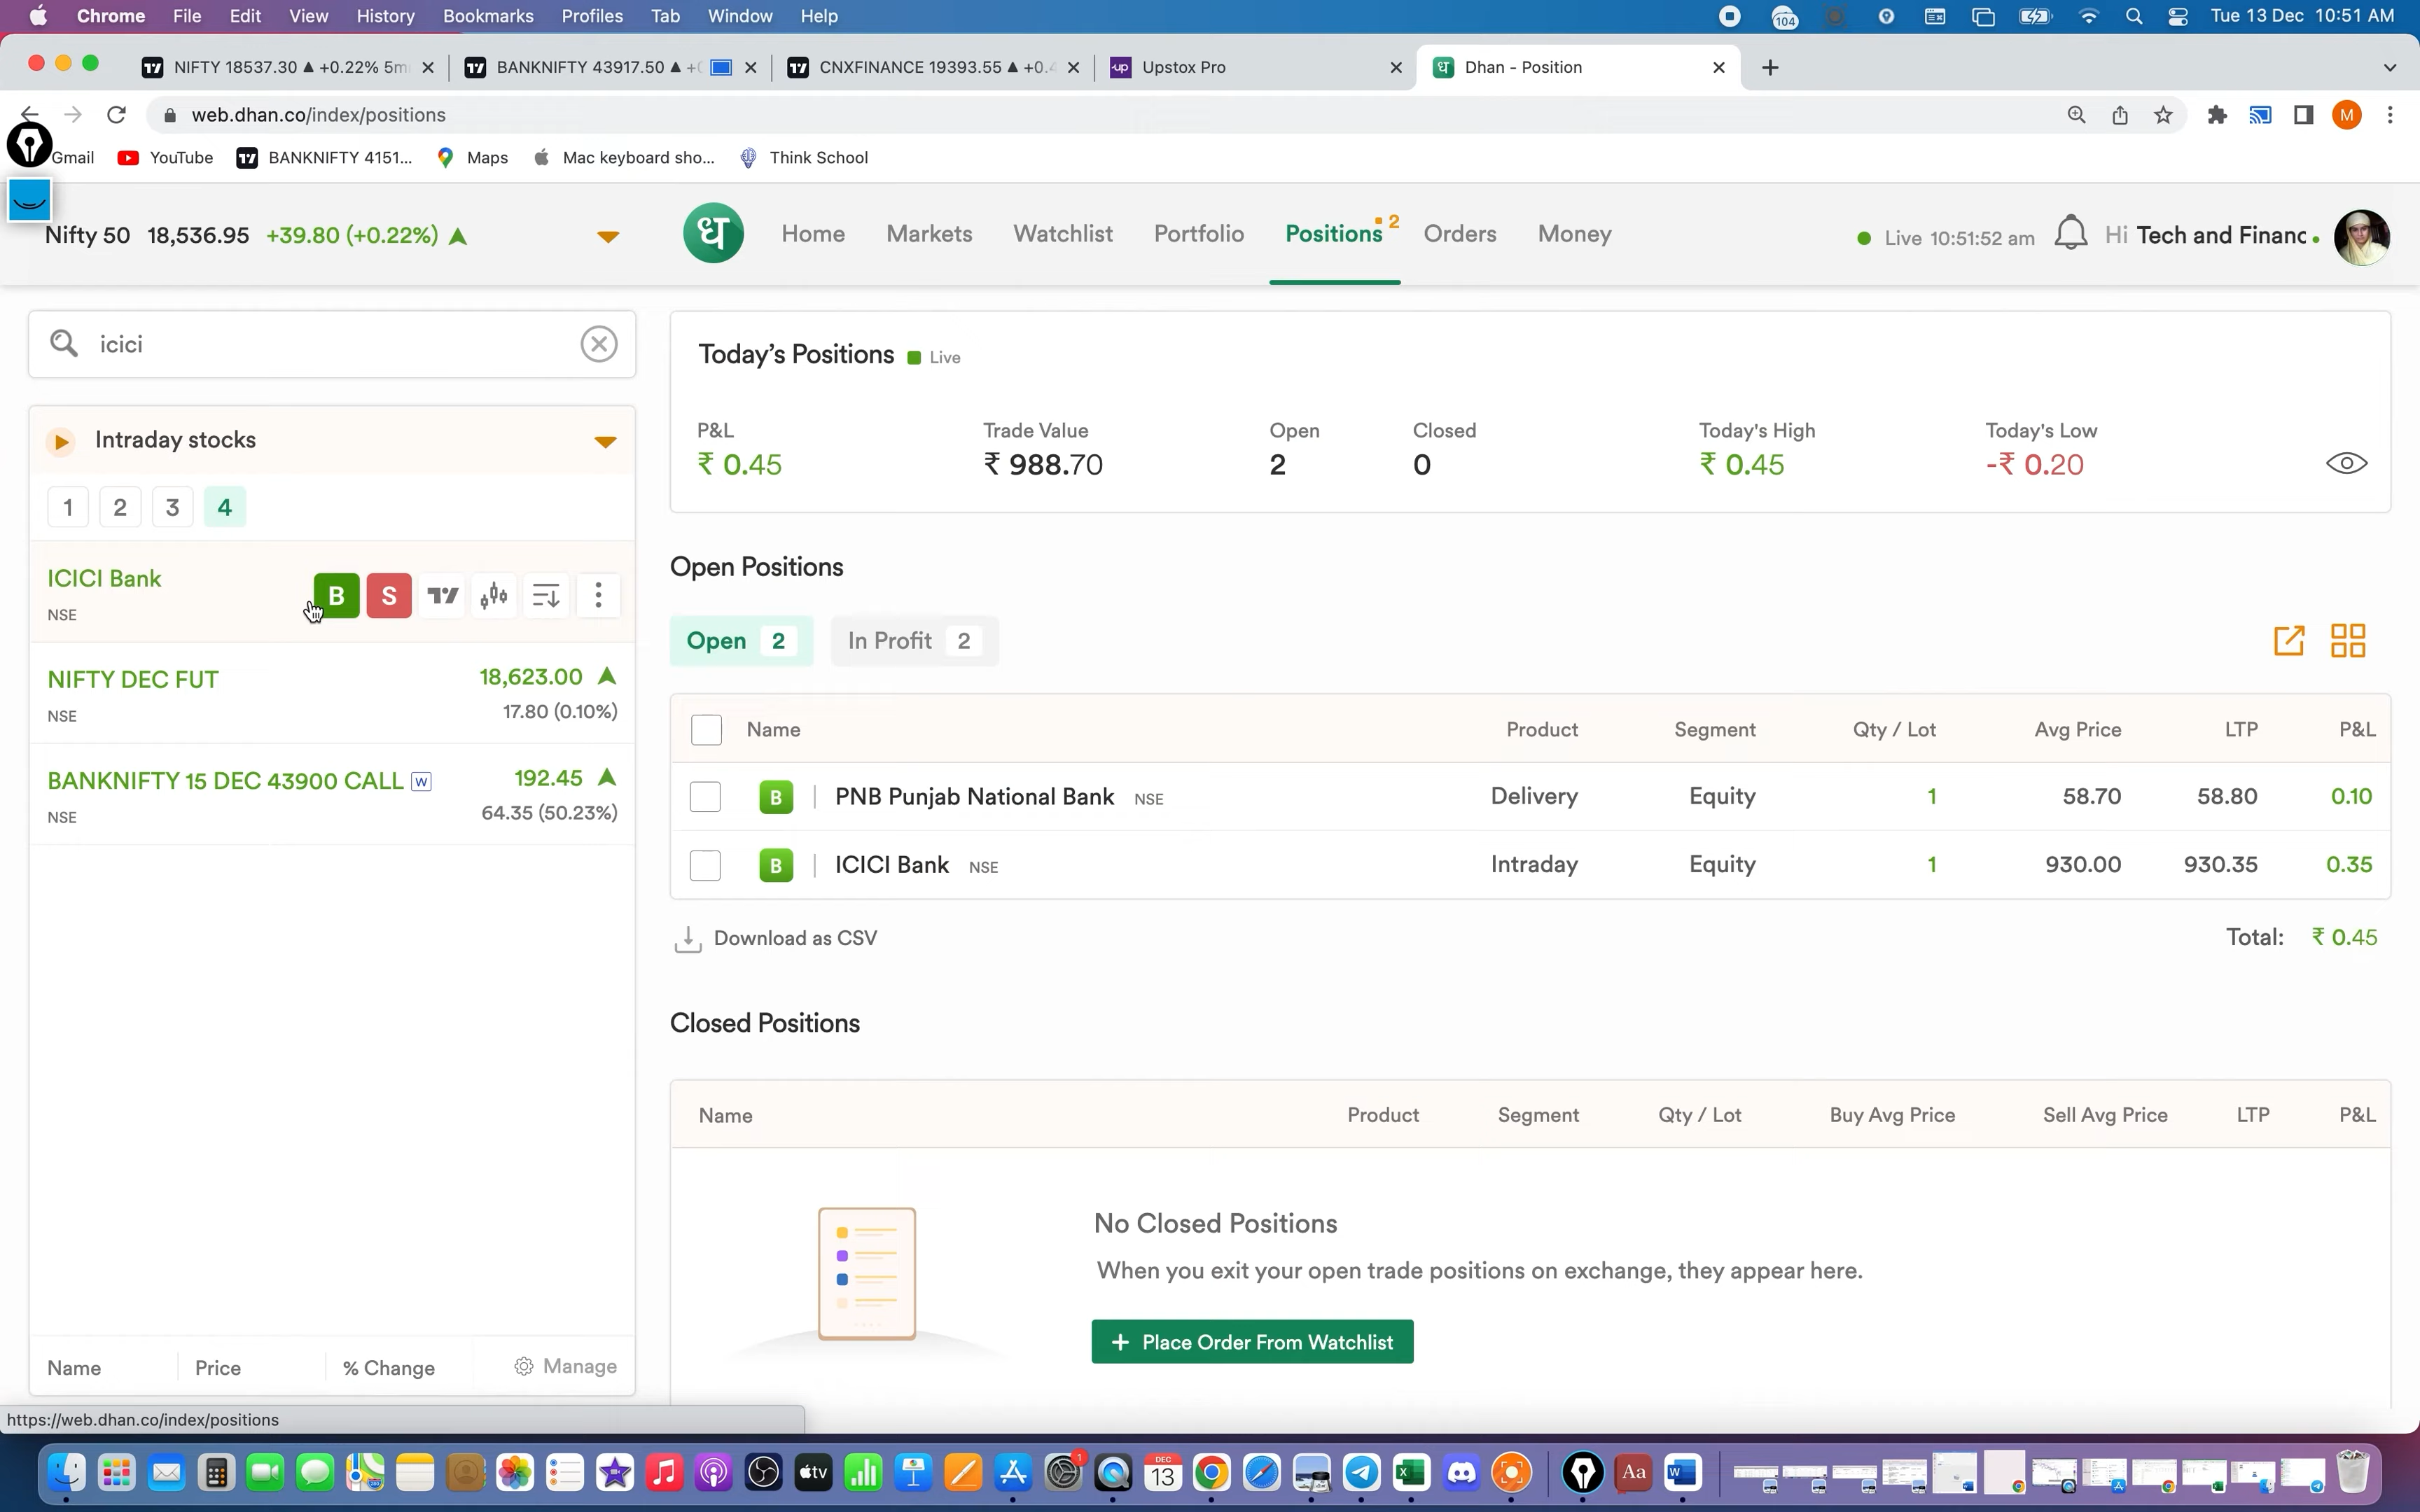 Chrome File Edit View History Bookmarks Profiles Tab Window Help 104 Tue 13 Dec 10:51 AM
NIFTY 18537.30 ▲ +0.22% 5m BANKNIFTY 43917.50 ▲ +0 CNXFINANCE 19393.55 ▲ +0.4 up Upstox Pro ध Dhan - Position
web.dhan.co/index/positions M
Gmail YouTube BANKNIFTY 4151... Maps Mac keyboard sho... Think School
Nifty 50 18,536.95 +39.80 (+0.22%) ध Home Markets Watchlist Portfolio Positions 2 Orders Money Live 10:51:52 am Hi Tech and Financ
icici
Today's Positions Live
P&L Trade Value Open Closed Today's High Today's Low
₹ 0.45 ₹ 988.70 2 0 ₹ 0.45 -₹ 0.20
Intraday stocks
1 2 3 4
ICICI Bank B S
NSE
NIFTY DEC FUT 18,623.00
NSE 17.80 (0.10%)
BANKNIFTY 15 DEC 43900 CALL W 192.45
NSE 64.35 (50.23%)
Name Price % Change Manage
Open Positions
Open 2 In Profit 2
Name Product Segment Qty / Lot Avg Price LTP P&L
B PNB Punjab National Bank NSE Delivery Equity 1 58.70 58.80 0.10
B ICICI Bank NSE Intraday Equity 1 930.00 930.35 0.35
Download as CSV Total: ₹ 0.45
Closed Positions
Name Product Segment Qty / Lot Buy Avg Price Sell Avg Price LTP P&L
No Closed Positions
When you exit your open trade positions on exchange, they appear here.
+ Place Order From Watchlist
https://web.dhan.co/index/positions
tv 1 DEC 13 Aa W